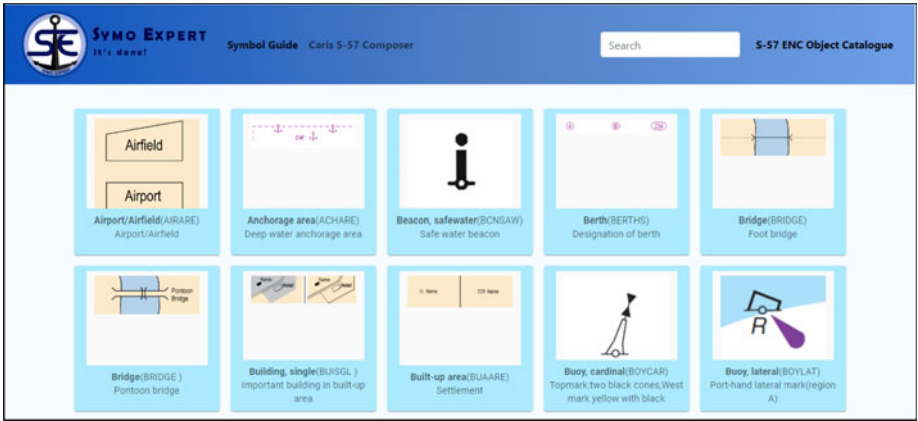 SYMO EXPERT
It's done!
Symbol Guide
Caris S-57 Composer
Search
S-57 ENC Object Catalogue
Airfield
Airport
Airport/Airfield(AIRARE)
Airport/Airfield
DW
Anchorage area(ACHARE)
Deep water anchorage area
Beacon, safewater(BCNSAW)
Safe water beacon
A
B
Berth(BERTHS)
Designation of berth
Bridge(BRIDGE)
Foot bridge
Pontoon
Bridge
Bridge(BRIDGE )
Pontoon bridge
Name
Hotel
Name
Hotel
Building, single(BUISGL )
Important building in built-up
area
Name
Name
Built-up area(BUAARE)
Settlement
Buoy, cardinal(BOYCAR)
Topmark:two black cones,West
mark yellow with black
R
Buoy, lateral(BOYLAT)
Port-hand lateral mark(region
A)